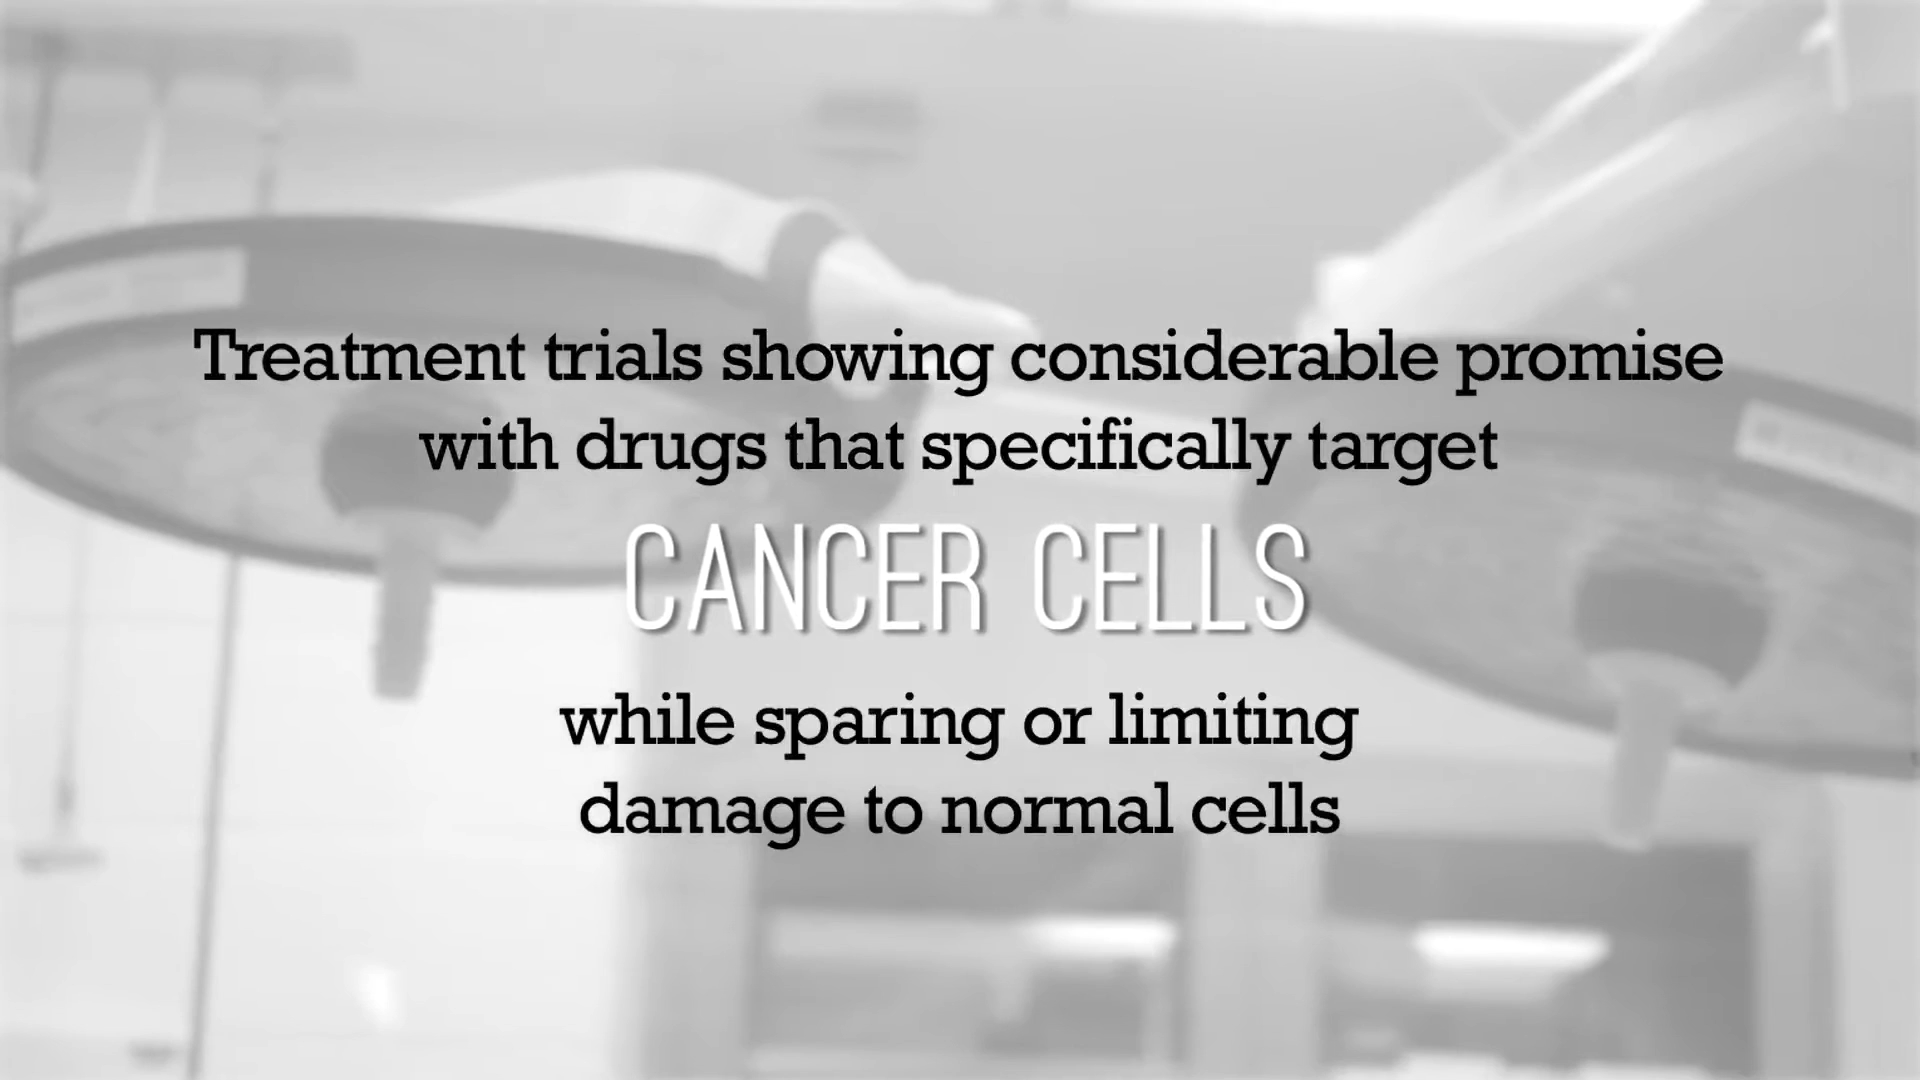 Treatment trials showing considerable promise
with drugs that specifically target
CANCER CELLS
while sparing or limiting
damage to normal cells